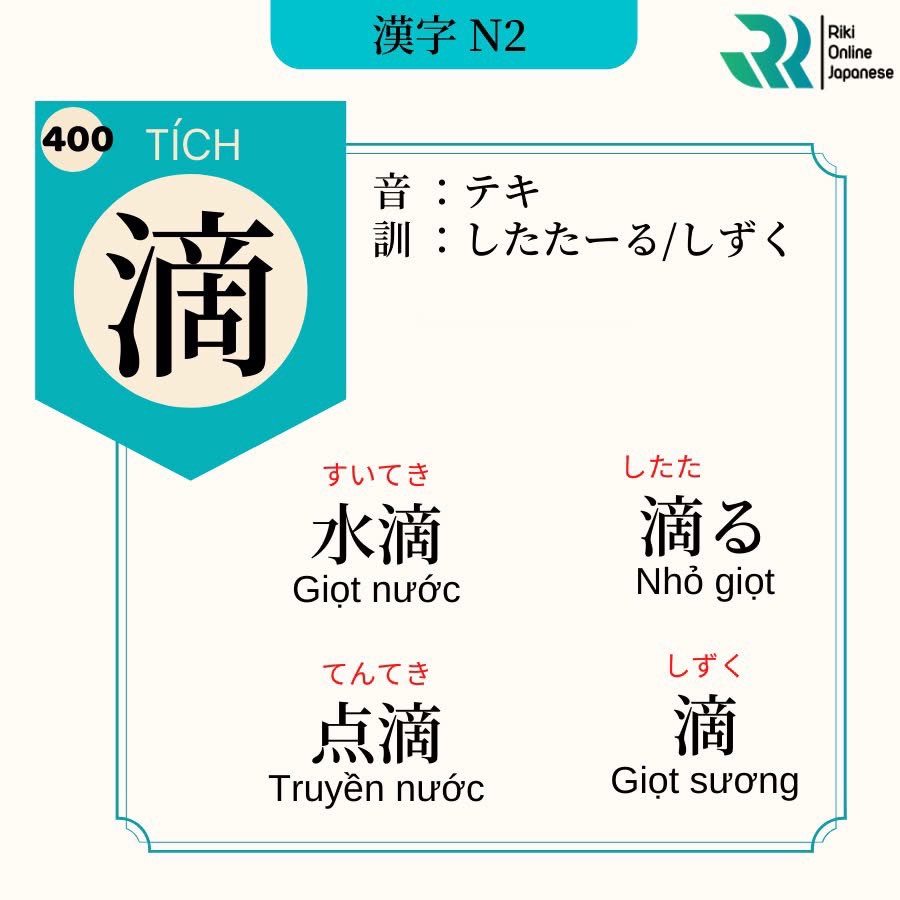 漢字 N2
Riki
Online
Japanese
400
TÍCH
滴
音 ：テキ
訓 ：したたーる/しずく
すいてき
水滴
Giọt nước
したた
滴る
Nhỏ giọt
てんてき
点滴
Truyền nước
しずく
滴
Giọt sương